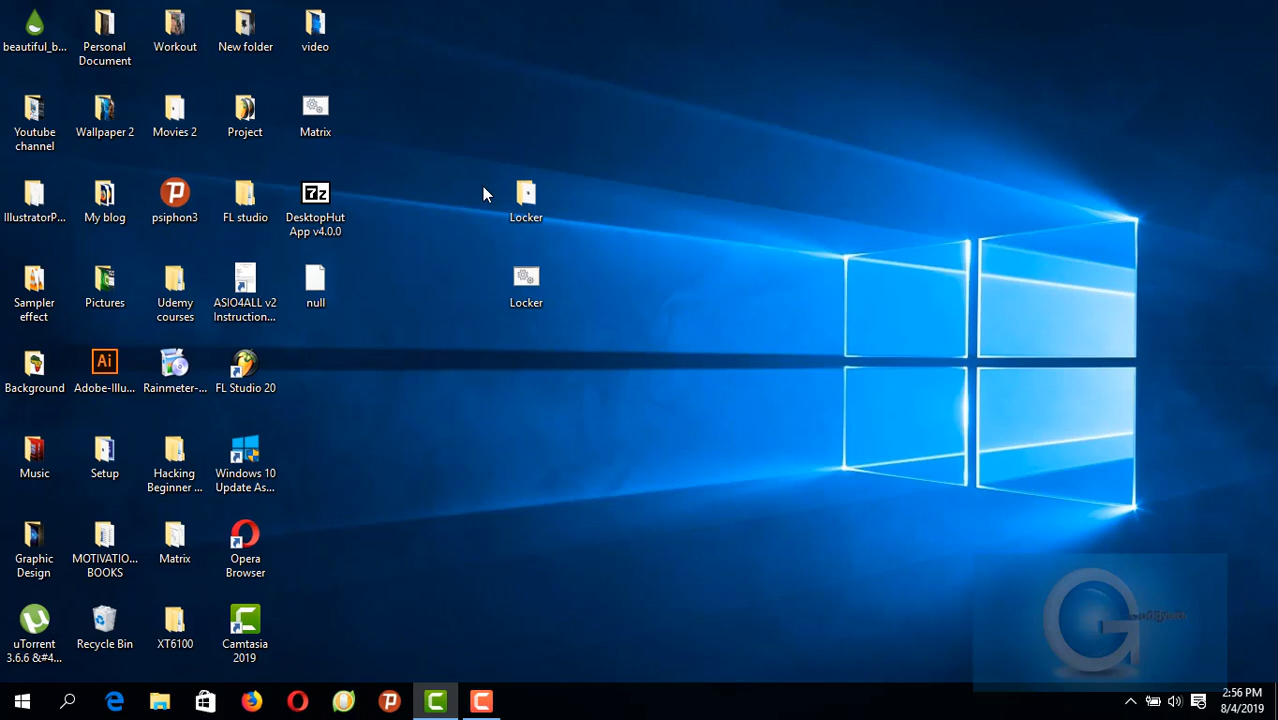 beautiful_b...
Personal
Document
Workout
New folder
video
Youtube
channel
Wallpaper 2
Movies 2
Project
Matrix
IllustratorP...
My blog
psiphon3
FL studio
7z
DesktopHut
App v4.0.0
Locker
Sampler
effect
Pictures
Udemy
courses
ASIO4ALL v2
Instruction...
null
Locker
Background
Ai
Adobe-Illu...
Rainmeter-...
FL Studio 20
Music
Setup
Hacking
Beginner ...
Windows 10
Update As...
Graphic
Design
MOTIVATIO...
BOOKS
Matrix
Opera
Browser
uTorrent
3.6.6 &#4...
Recycle Bin
XT6100
Camtasia
2019
2:56 PM
8/4/2019